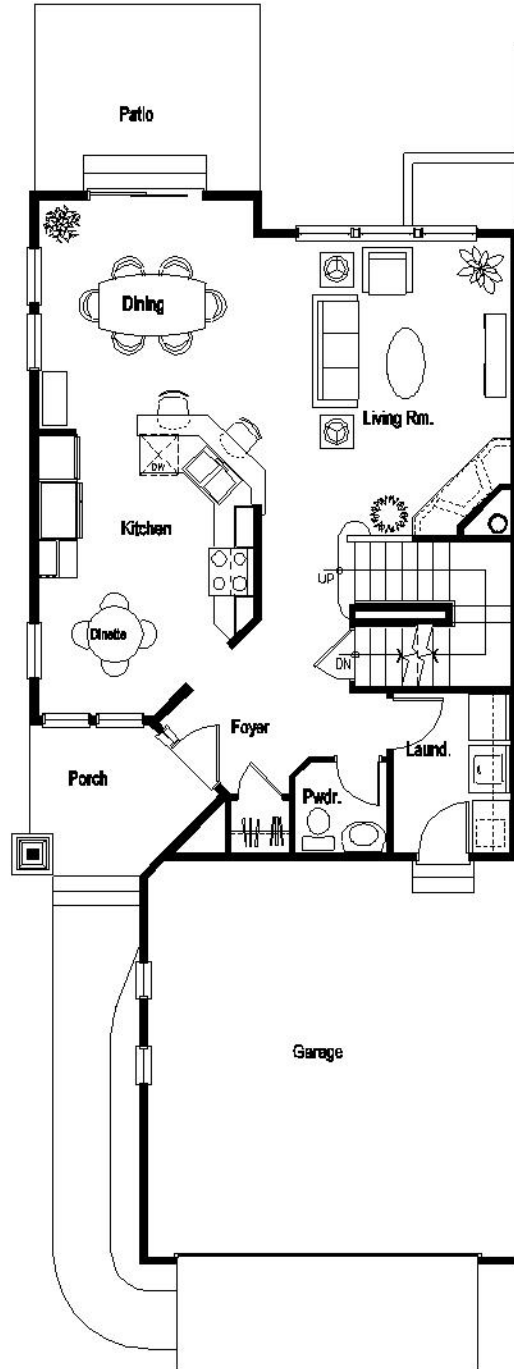 Patio
Dining
Living Rm.
DW
Kitchen
UP
Dinette
DN
Foyer
Laund.
Porch
Pwdr.
Garage